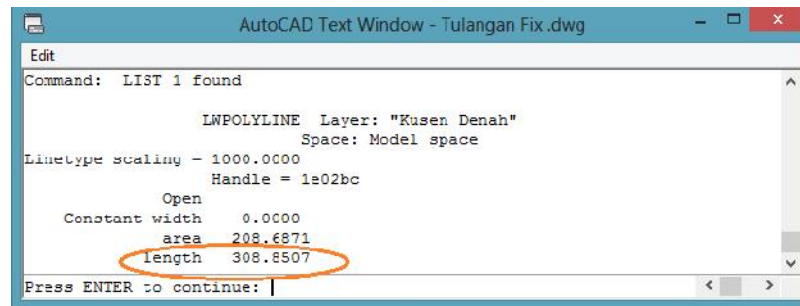 AutoCAD Text Window - Tulangan Fix.dwg
Edit
Command: LIST 1 found
LWPOLYLINE Layer: "Kusen Denah"
Space: Model space
Linetype scaling = 1000.0000
Handle = 1e02bc
Open
Constant width 0.0000
area 208.6871
length 308.8507
Press ENTER to continue: